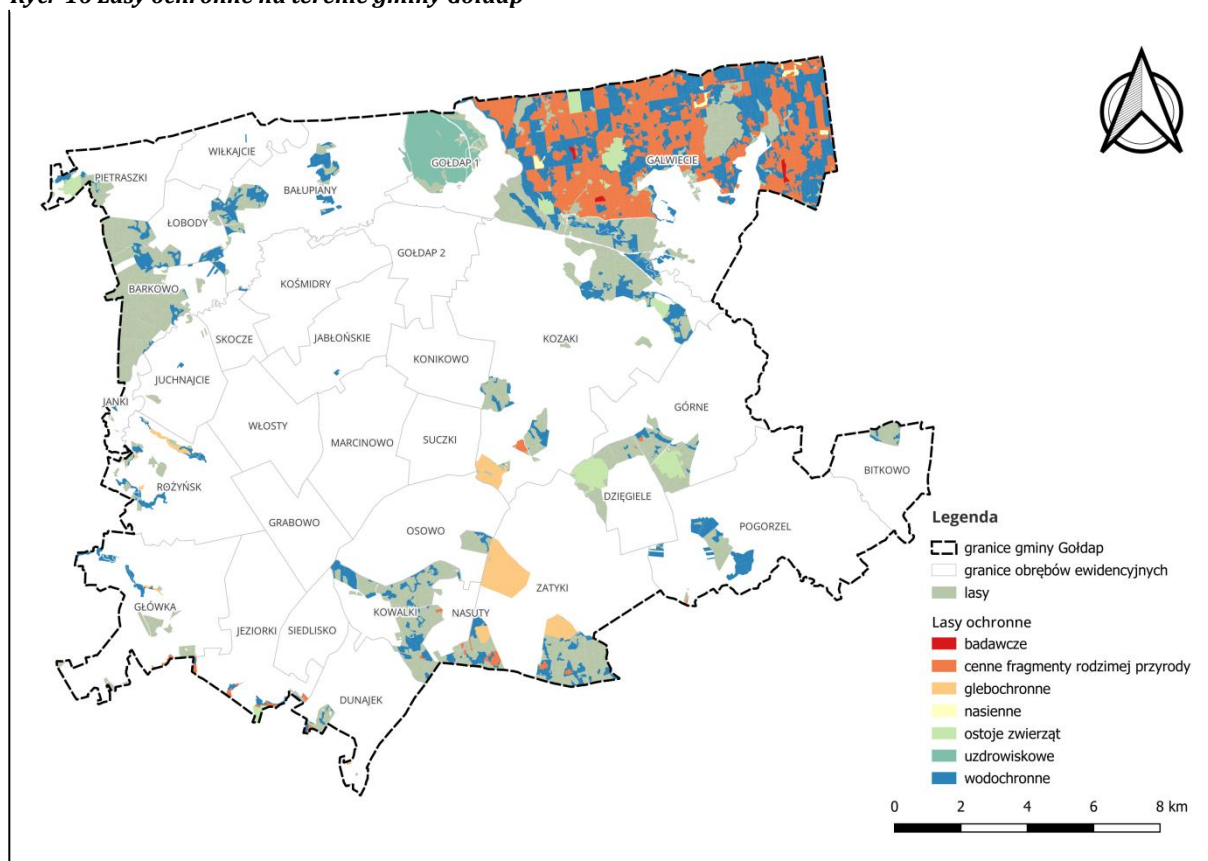 Ryc. 16 Lasy ochronne na terenie gminy Gołdap
WIŁKAJCIE
PIETRASZKI
BAŁUPIANY
GOŁDAP 1
GALWIECIE
ŁOBODY
GOŁDAP 2
KOŚMIDRY
BARKOWO
SKOCZE
JABŁOŃSKIE
KOZAKI
KONIKOWO
JUCHNAJCIE
JANKI
GÓRNE
WŁOSTY
MARCINOWO
SUCZKI
BITKOWO
ROŻYŃSK
DZIĘGIELE
GRABOWO
OSOWO
POGORZEL
ZATYKI
GŁÓWKA
KOWALKI
NASUTY
JEZIORKI
SIEDLISKO
DUNAJEK
Legenda
granice gminy Gołdap
granice obrębów ewidencyjnych
lasy
Lasy ochronne
badawcze
cenne fragmenty rodzimej przyrody
glebochronne
nasienne
ostoje zwierząt
uzdrowiskowe
wodochronne
0 2 4 6 8 km